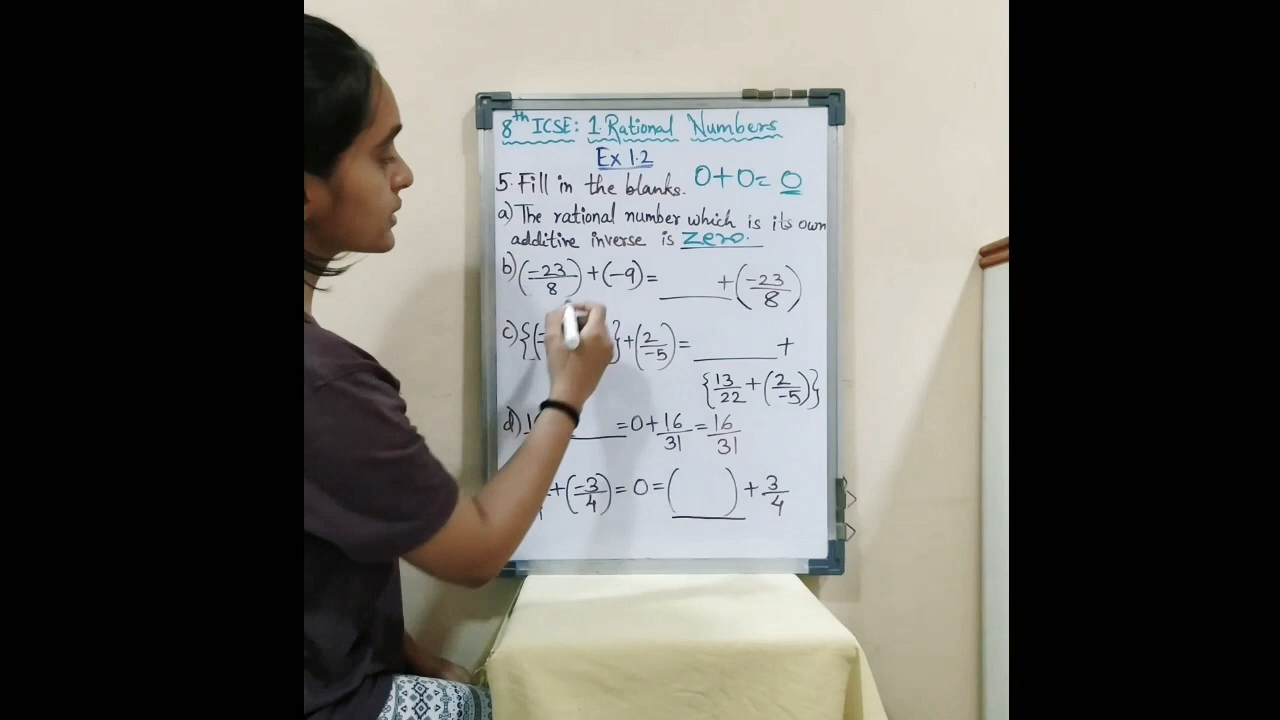 8th ICSE: 1. Rational Numbers
Ex 1.2
5. Fill in the blanks. 0+0= 0
a) The rational number which is its own
additive inverse is zero.
b) (-23/8) + (-9) = ____ + (-23/8)
c) {(- } + (2/-5) = ____ +
{13/22 + (2/-5)}
d) ____ = 0 + 16/31 = 16/31
+ (-3/4) = 0 = ( ) + 3/4